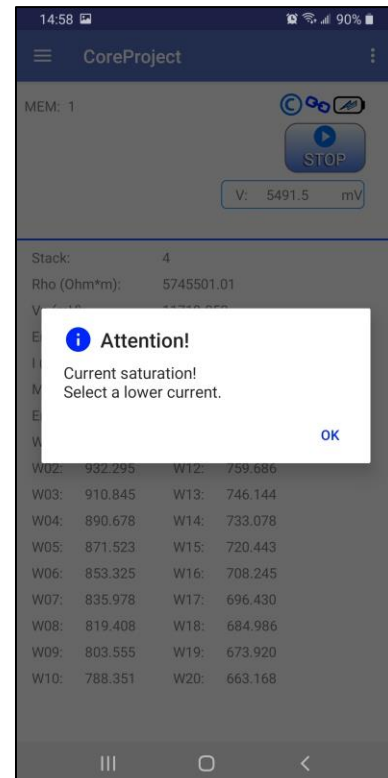 14:58 90%
CoreProject
MEM: 1
STOP
V: 5491.5 mV
Stack: 4
Rho (Ohm*m): 5745501.01
Attention!
Current saturation!
Select a lower current.
OK
W02: 932.295 W12: 759.686
W03: 910.845 W13: 746.144
W04: 890.678 W14: 733.078
W05: 871.523 W15: 720.443
W06: 853.325 W16: 708.245
W07: 835.978 W17: 696.430
W08: 819.408 W18: 684.986
W09: 803.555 W19: 673.920
W10: 788.351 W20: 663.168